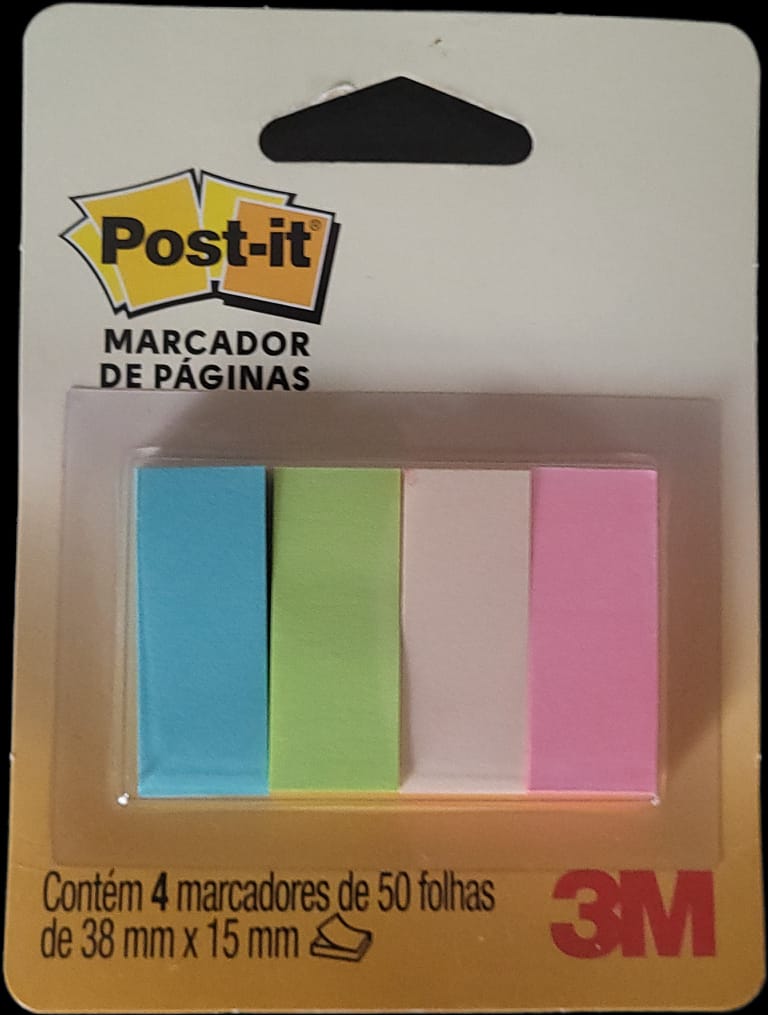 Post-it®
MARCADOR
DE PÁGINAS
Contém 4 marcadores de 50 folhas
de 38 mm x 15 mm
3M